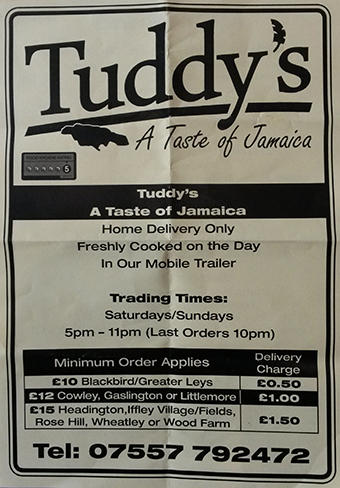 Tuddy's
A Taste of Jamaica
FOOD HYGIENE RATING
5
Tuddy's
A Taste of Jamaica
Home Delivery Only
Freshly Cooked on the Day
In Our Mobile Trailer
Trading Times:
Saturdays/Sundays
5pm – 11pm (Last Orders 10pm)
Minimum Order Applies Delivery
Charge
£10 Blackbird/Greater Leys £0.50
£12 Cowley, Gaslington or Littlemore £1.00
£15 Headington,Iffley Village/Fields,
Rose Hill, Wheatley or Wood Farm £1.50
Tel: 07557 792472